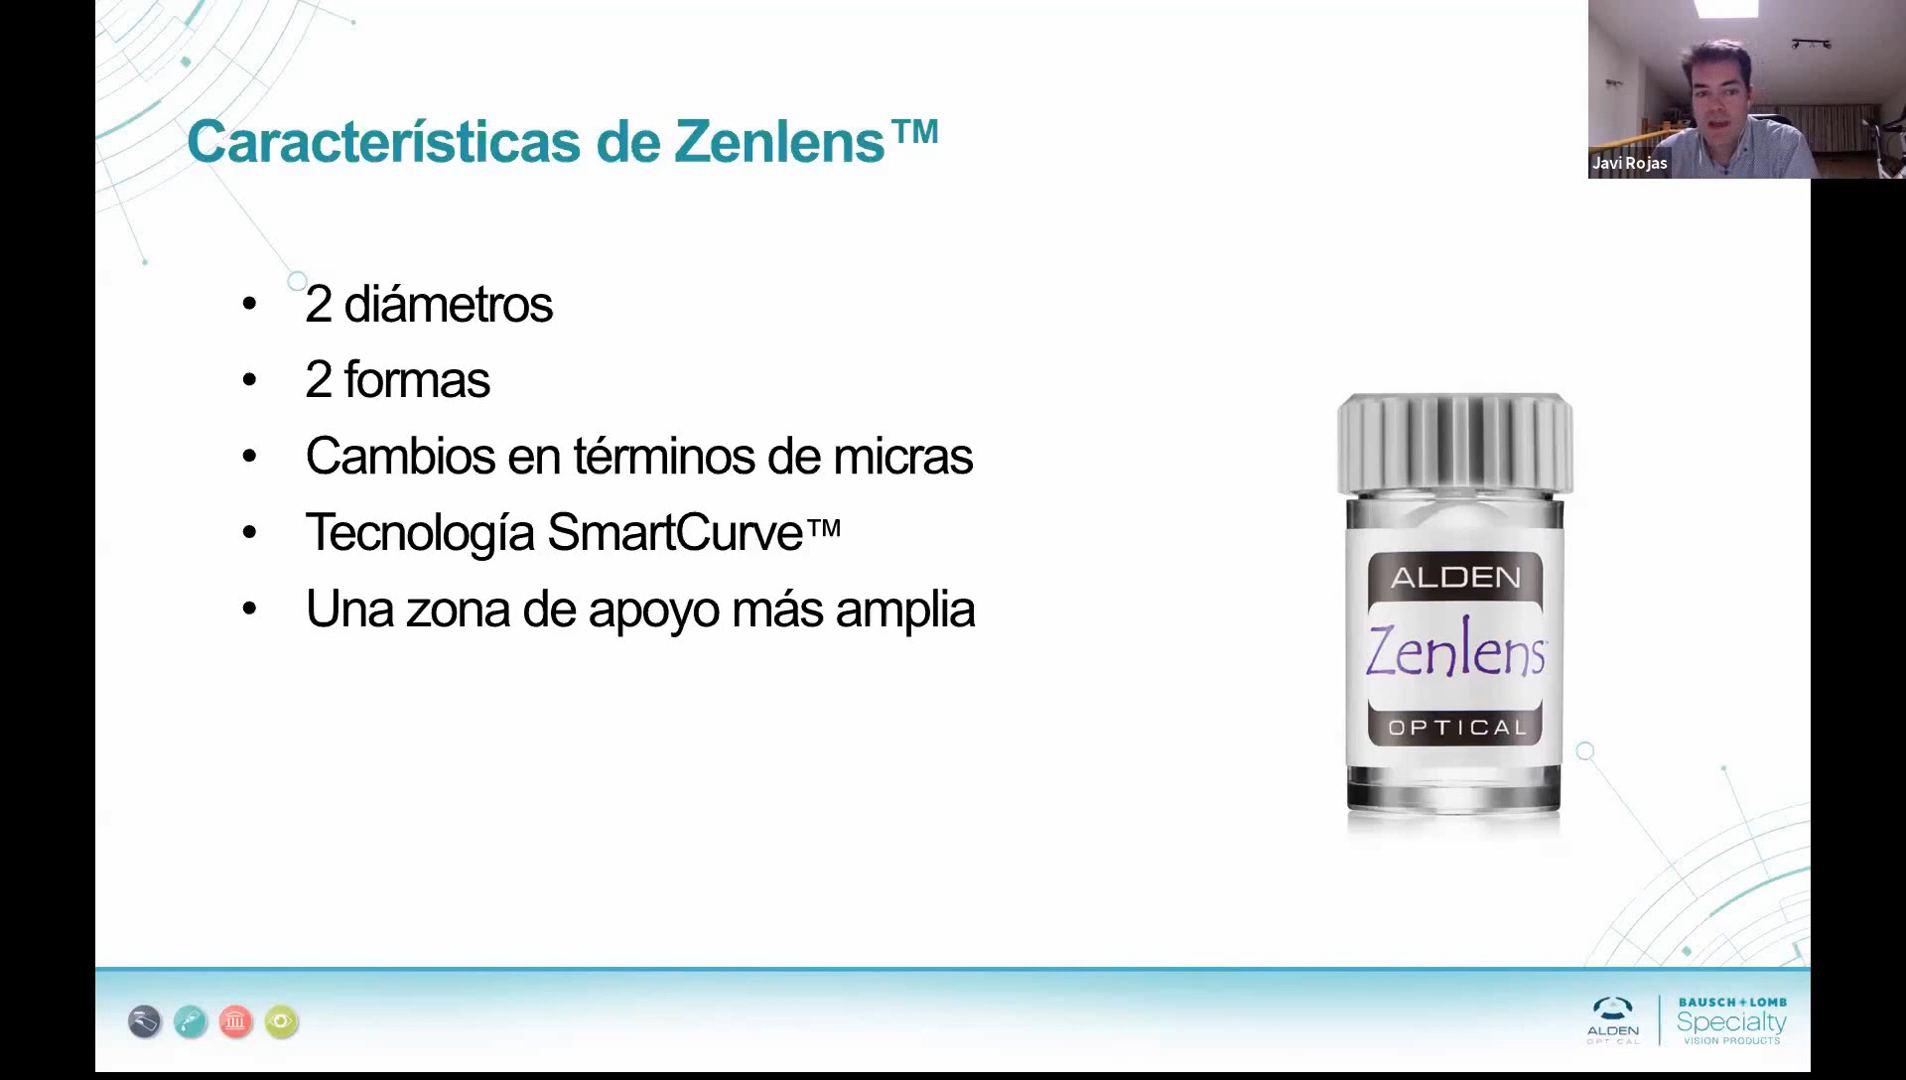 Características de Zenlens™
Javi Rojas
• 2 diámetros
• 2 formas
• Cambios en términos de micras
• Tecnología SmartCurve™
• Una zona de apoyo más amplia
ALDEN
Zenlens™
OPTICAL
ALDEN
OPTICAL
BAUSCH + LOMB
Specialty
VISION PRODUCTS